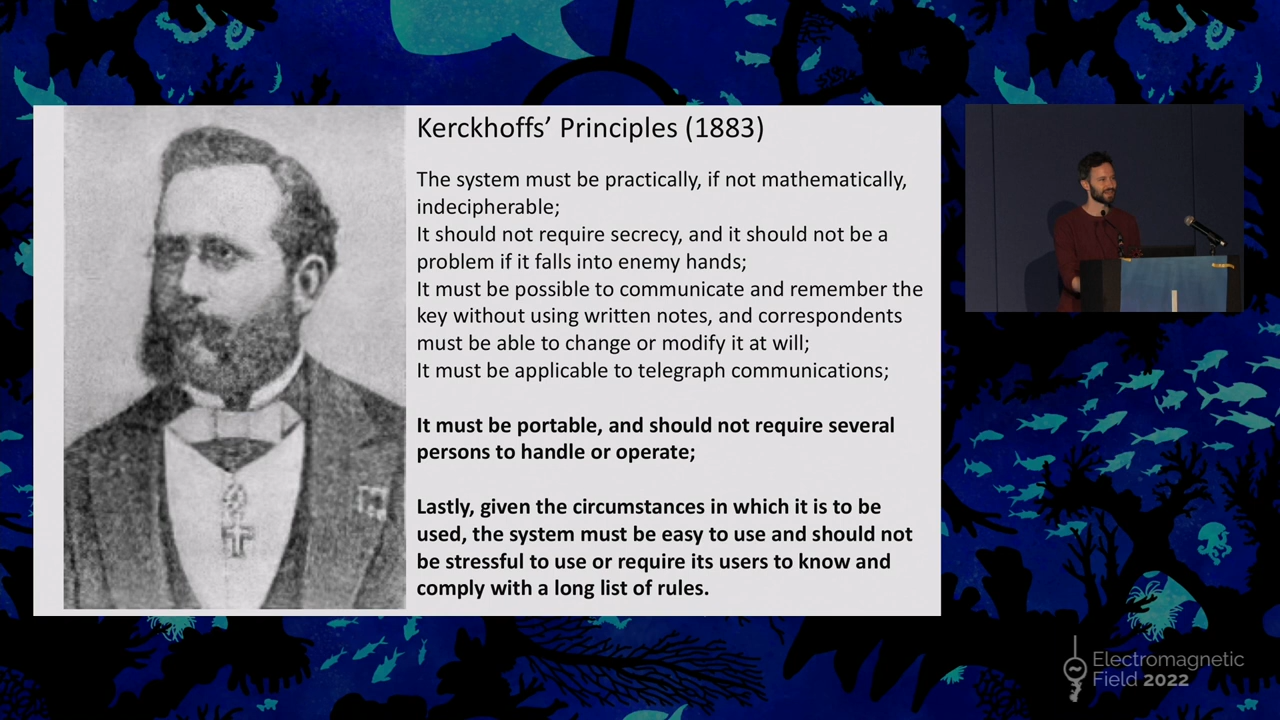 Kerckhoffs’ Principles (1883)
The system must be practically, if not mathematically,
indecipherable;
It should not require secrecy, and it should not be a
problem if it falls into enemy hands;
It must be possible to communicate and remember the
key without using written notes, and correspondents
must be able to change or modify it at will;
It must be applicable to telegraph communications;
It must be portable, and should not require several
persons to handle or operate;
Lastly, given the circumstances in which it is to be
used, the system must be easy to use and should not
be stressful to use or require its users to know and
comply with a long list of rules.
Electromagnetic
Field 2022